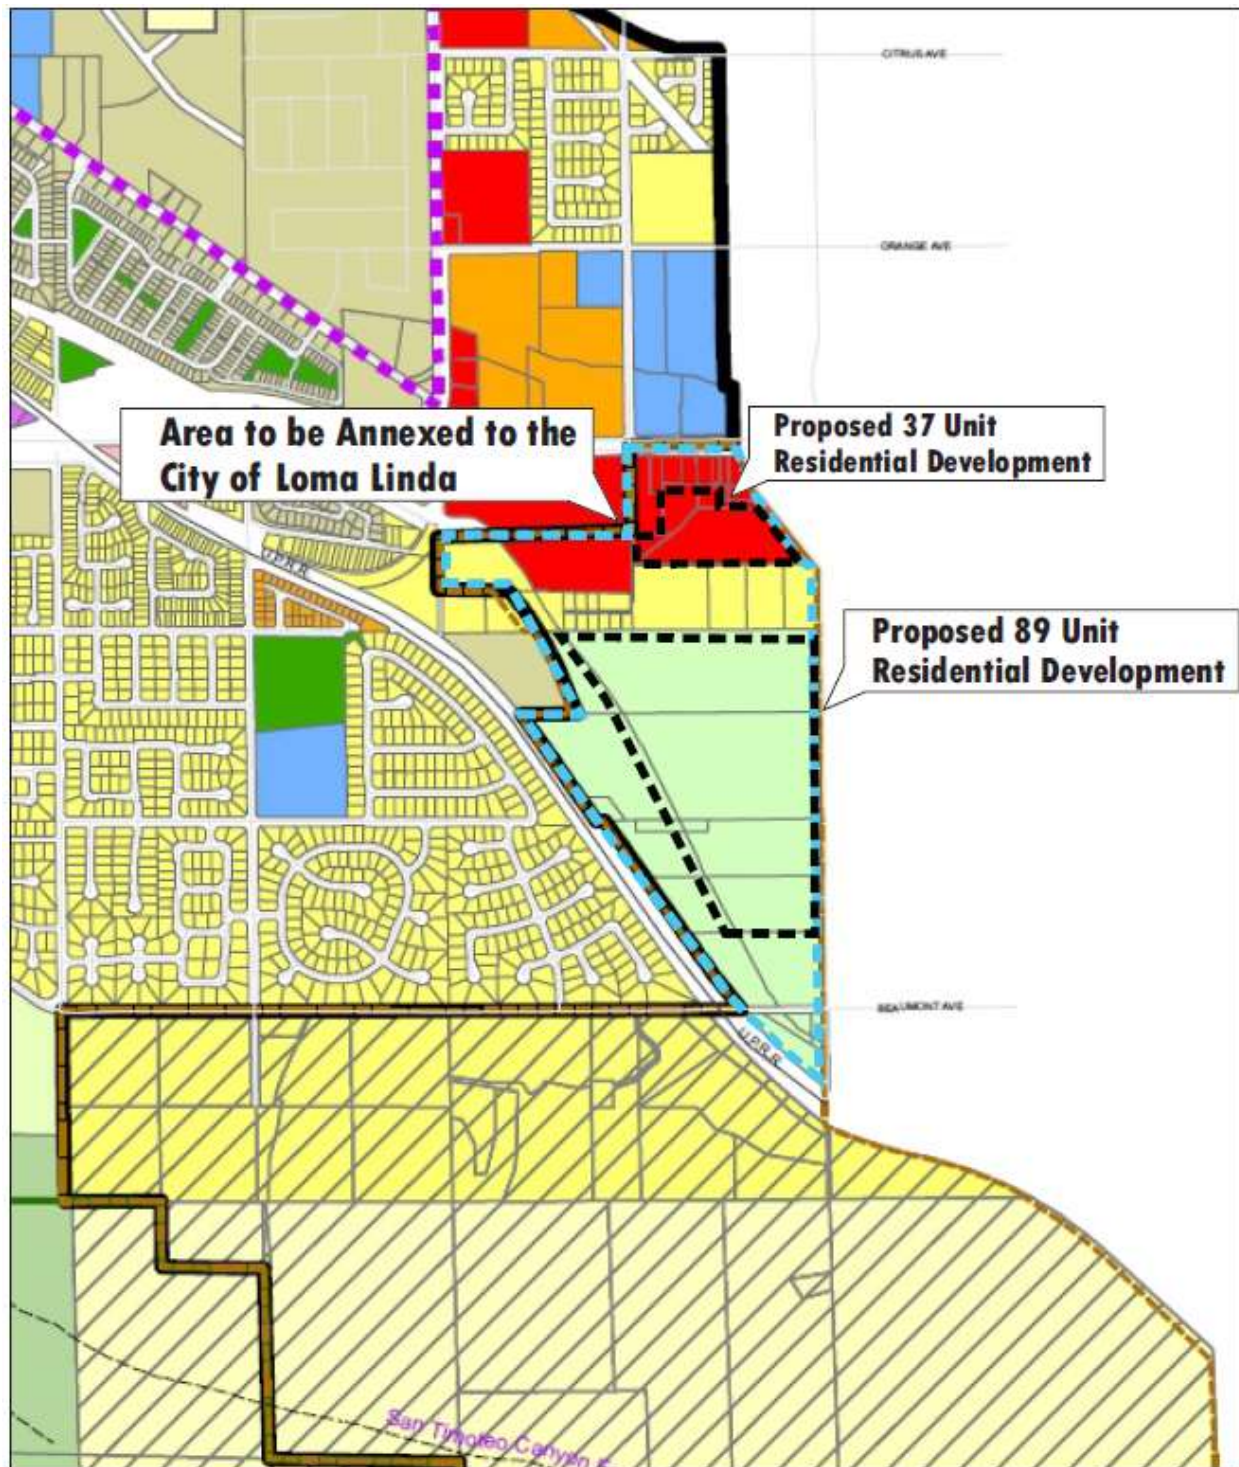 CITRUS AVE
ORANGE AVE
Area to be Annexed to the
City of Loma Linda
Proposed 37 Unit
Residential Development
UPRR
Proposed 89 Unit
Residential Development
BEAUMONT AVE
UPRR
San Timoteo Canyon